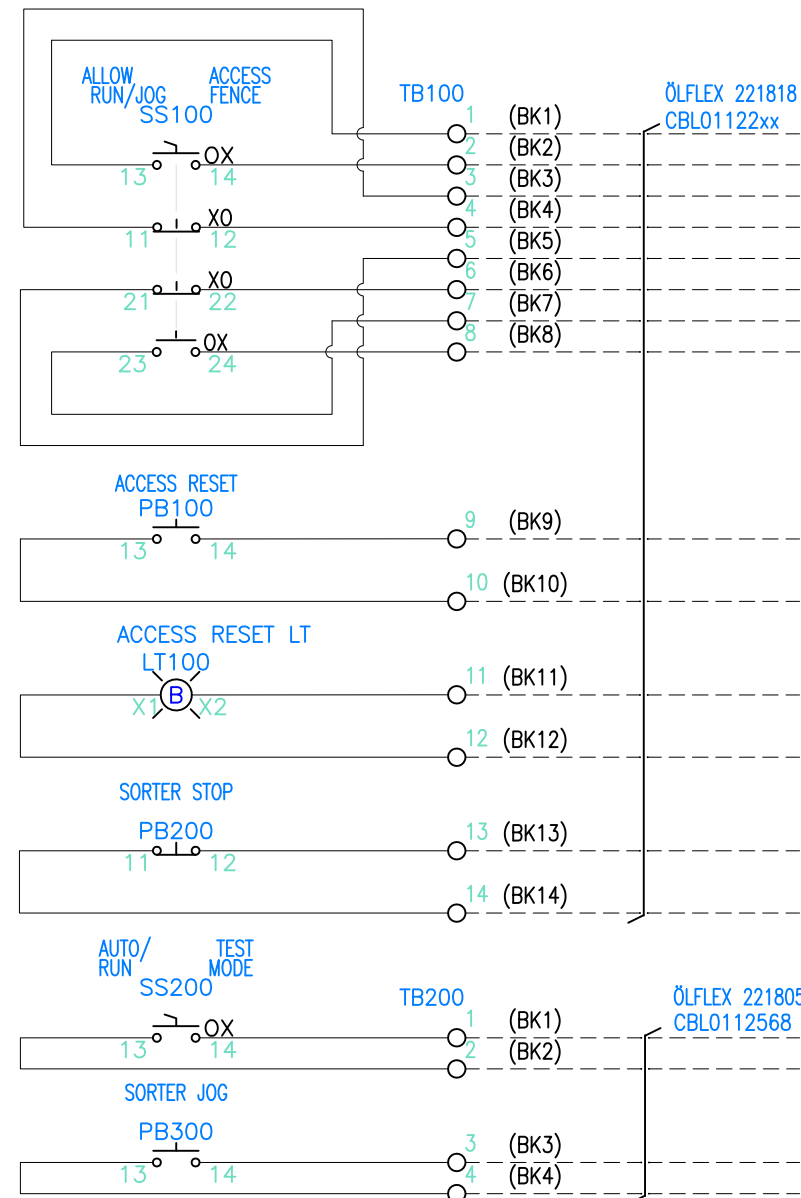 ALLOW ACCESS
RUN/JOG FENCE
SS100
TB100
ÖLFLEX 221818
CBL01122xx
1 (BK1)
OX
13 14
2 (BK2)
3 (BK3)
XO
11 12
4 (BK4)
5 (BK5)
XO
21 22
6 (BK6)
7 (BK7)
OX
23 24
8 (BK8)
ACCESS RESET
PB100
13 14
9 (BK9)
10 (BK10)
ACCESS RESET LT
LT100
X1 B X2
11 (BK11)
12 (BK12)
SORTER STOP
PB200
11 12
13 (BK13)
14 (BK14)
AUTO/ TEST
RUN MODE
SS200
TB200
ÖLFLEX 221805
CBL0112568
OX
13 14
1 (BK1)
2 (BK2)
SORTER JOG
PB300
13 14
3 (BK3)
4 (BK4)